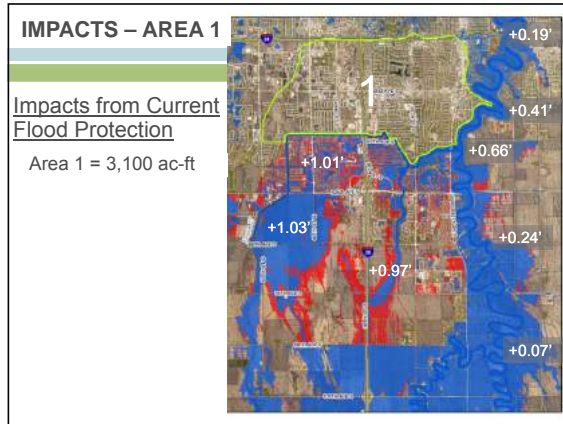 IMPACTS – AREA 1
Impacts from Current
Flood Protection
Area 1 = 3,100 ac-ft
1
+0.19'
+0.41'
+0.66'
+1.01'
+1.03'
+0.24'
+0.97'
+0.07'